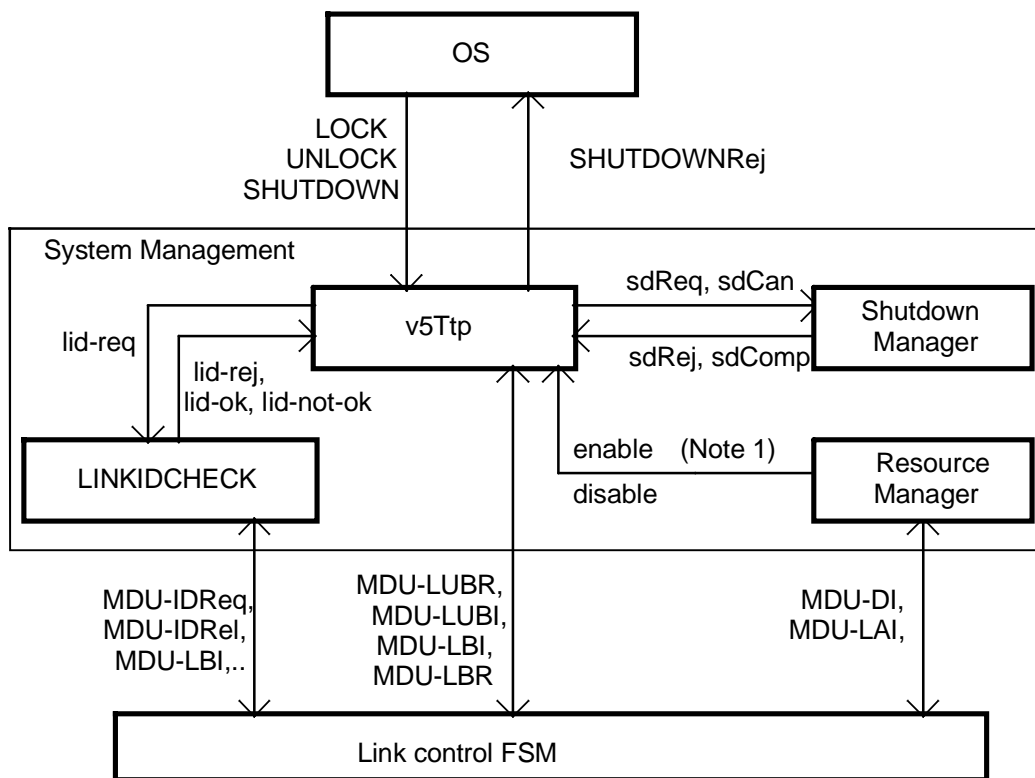 OS
LOCK
UNLOCK
SHUTDOWN
SHUTDOWNRej
System Management
v5Ttp
sdReq, sdCan
sdRej, sdComp
Shutdown
Manager
lid-req
lid-rej,
lid-ok, lid-not-ok
LINKIDCHECK
enable (Note 1)
disable
Resource
Manager
MDU-IDReq,
MDU-IDRel,
MDU-LBI,..
MDU-LUBR,
MDU-LUBI,
MDU-LBI,
MDU-LBR
MDU-DI,
MDU-LAI,
Link control FSM